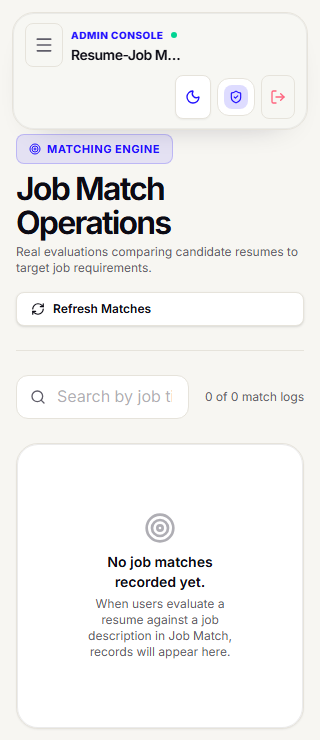 ADMIN CONSOLE
Resume-Job M...
MATCHING ENGINE
Job Match
Operations
Real evaluations comparing candidate resumes to
target job requirements.
Refresh Matches
Search by job ti
0 of 0 match logs
No job matches
recorded yet.
When users evaluate a
resume against a job
description in Job Match,
records will appear here.